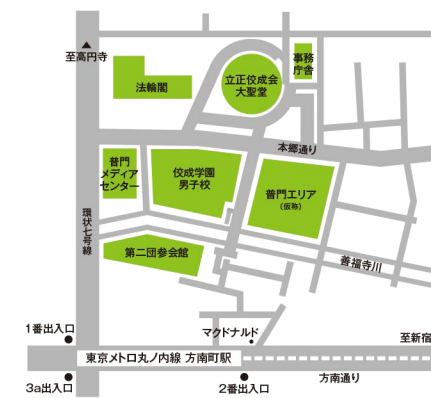 至高円寺
法輪閣
立正佼成会
大聖堂
事務
庁舎
本郷通り
普門
メディア
センター
佼成学園
男子校
普門エリア
(仮称)
環状七号線
第二団参会館
善福寺川
マクドナルド
1番出入口
至新宿
東京メトロ丸ノ内線 方南町駅
3a出入口
2番出入口
方南通り